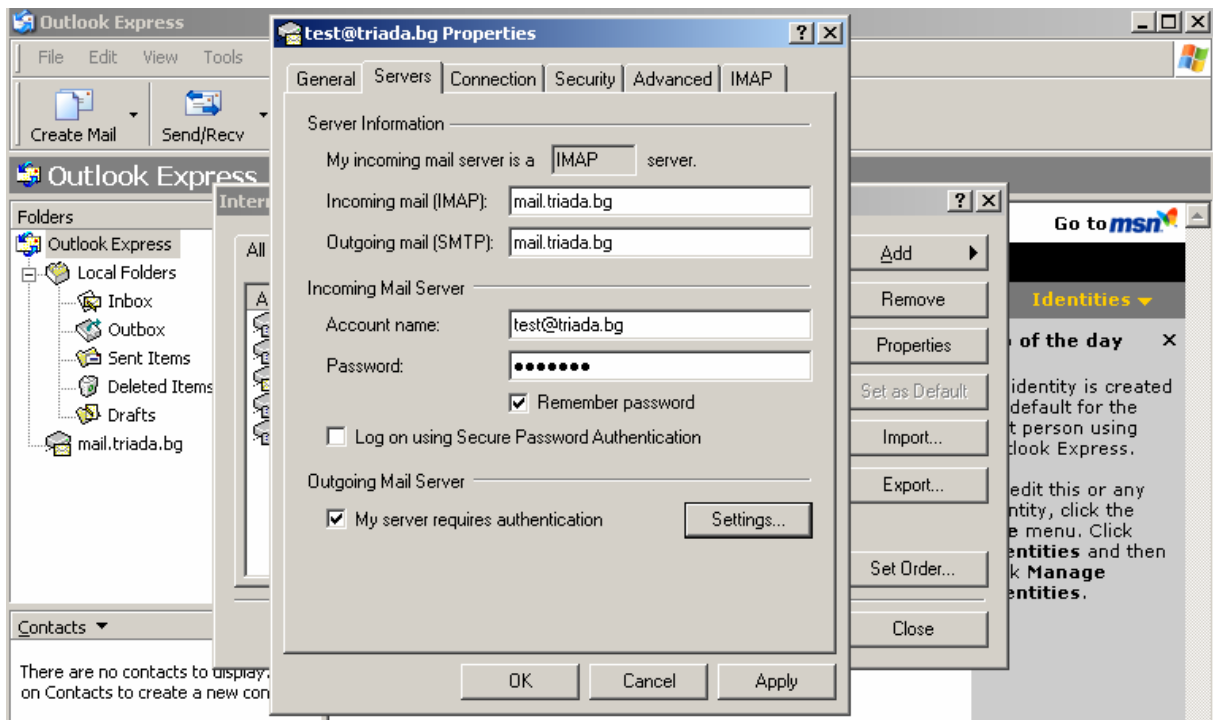 Outlook Express
File Edit View Tools
Create Mail Send/Recv
Outlook Express
Folders
Outlook Express
Local Folders
Inbox
Outbox
Sent Items
Deleted Items
Drafts
mail.triada.bg
Contacts
There are no contacts to display.
on Contacts to create a new con
Inter
All
A
test@triada.bg Properties
General Servers Connection Security Advanced IMAP
Server Information
My incoming mail server is a IMAP server.
Incoming mail (IMAP): mail.triada.bg
Outgoing mail (SMTP): mail.triada.bg
Incoming Mail Server
Account name: test@triada.bg
Password: •••••••
Remember password
Log on using Secure Password Authentication
Outgoing Mail Server
My server requires authentication Settings...
OK Cancel Apply
Add
Remove
Properties
Set as Default
Import...
Export...
Set Order...
Close
Go to msn
Identities
of the day
identity is created
default for the
t person using
look Express.
edit this or any
ntity, click the
e menu. Click
entities and then
k Manage
entities.